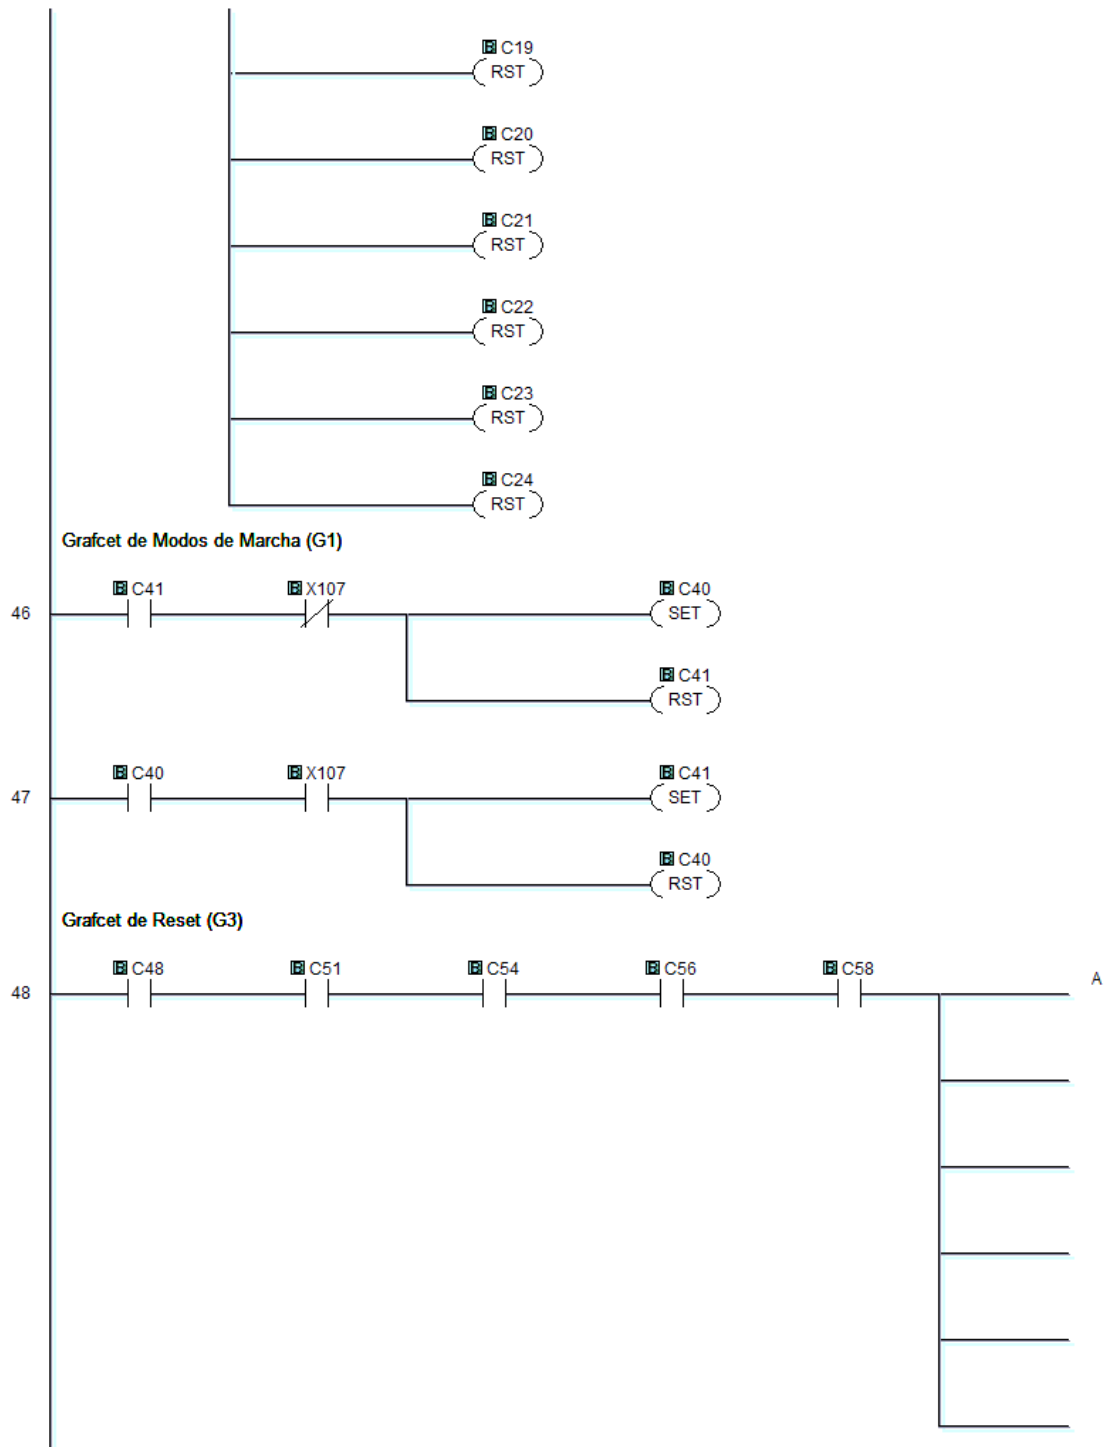 B C19
RST
B C20
RST
B C21
RST
B C22
RST
B C23
RST
B C24
RST
Grafcet de Modos de Marcha (G1)
B C41 B X107 B C40
46 SET
B C41
RST
B C40 B X107 B C41
47 SET
B C40
RST
Grafcet de Reset (G3)
B C48 B C51 B C54 B C56 B C58 A
48